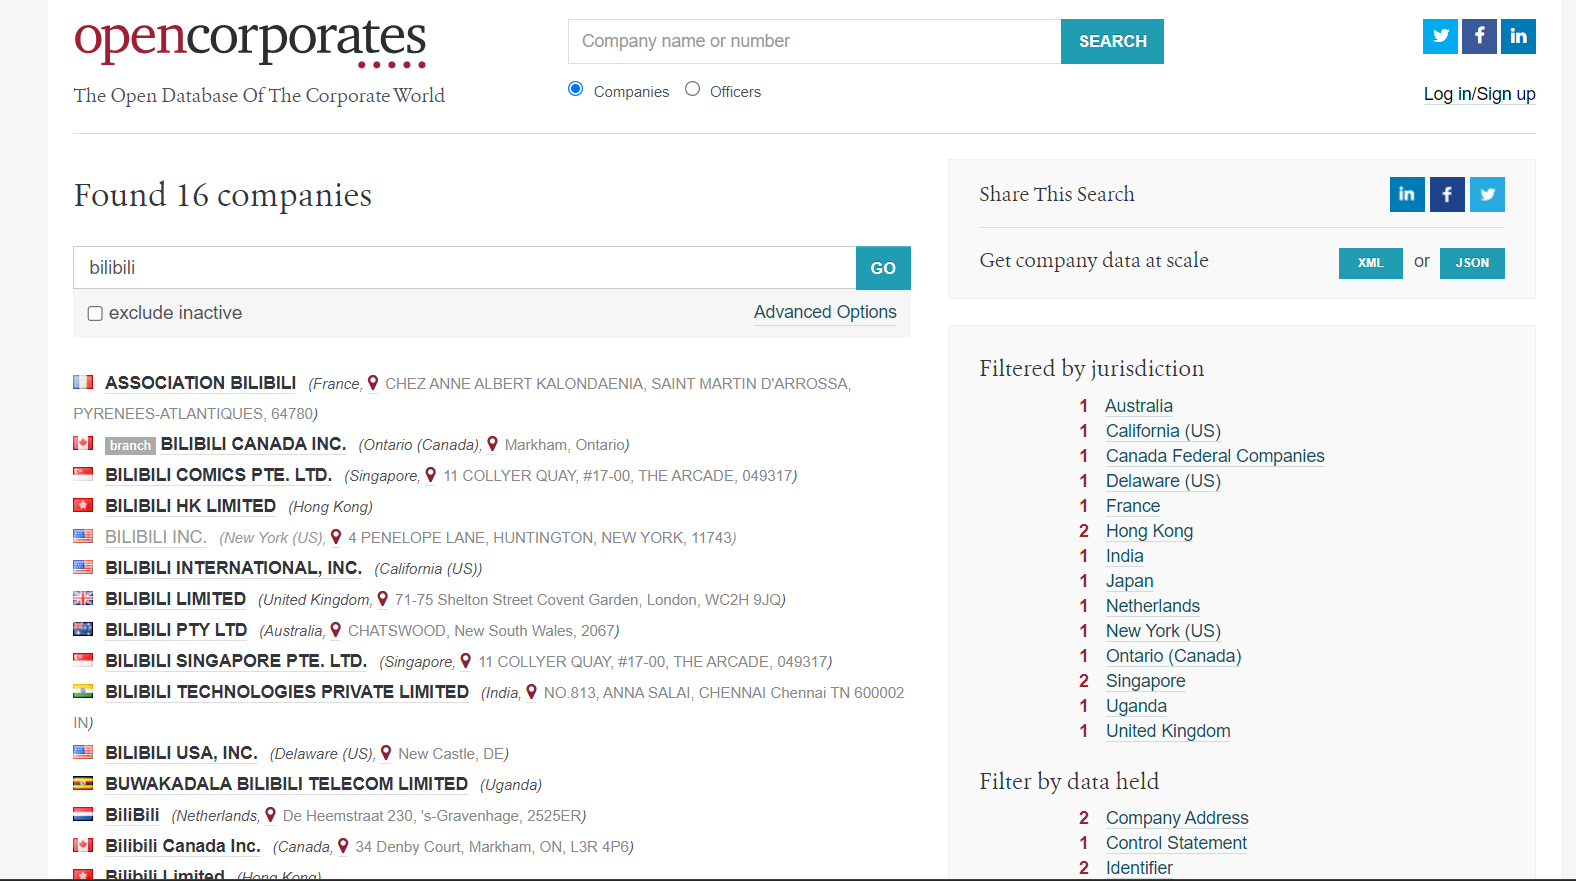 opencorporates
The Open Database Of The Corporate World
Company name or number
SEARCH
Companies
Officers
Log in/Sign up
Found 16 companies
bilibili
GO
exclude inactive
Advanced Options
ASSOCIATION BILIBILI (France, CHEZ ANNE ALBERT KALONDAENIA, SAINT MARTIN D'ARROSSA,
PYRENEES-ATLANTIQUES, 64780)
branch BILIBILI CANADA INC. (Ontario (Canada), Markham, Ontario)
BILIBILI COMICS PTE. LTD. (Singapore, 11 COLLYER QUAY, #17-00, THE ARCADE, 049317)
BILIBILI HK LIMITED (Hong Kong)
BILIBILI INC. (New York (US), 4 PENELOPE LANE, HUNTINGTON, NEW YORK, 11743)
BILIBILI INTERNATIONAL, INC. (California (US))
BILIBILI LIMITED (United Kingdom, 71-75 Shelton Street Covent Garden, London, WC2H 9JQ)
BILIBILI PTY LTD (Australia, CHATSWOOD, New South Wales, 2067)
BILIBILI SINGAPORE PTE. LTD. (Singapore, 11 COLLYER QUAY, #17-00, THE ARCADE, 049317)
BILIBILI TECHNOLOGIES PRIVATE LIMITED (India, NO.813, ANNA SALAI, CHENNAI Chennai TN 600002
IN)
BILIBILI USA, INC. (Delaware (US), New Castle, DE)
BUWAKADALA BILIBILI TELECOM LIMITED (Uganda)
BiliBili (Netherlands, De Heemstraat 230, 's-Gravenhage, 2525ER)
Bilibili Canada Inc. (Canada, 34 Denby Court, Markham, ON, L3R 4P6)
Bilibili Limited (Hong Kong)
Share This Search
Get company data at scale
XML or JSON
Filtered by jurisdiction
1 Australia
1 California (US)
1 Canada Federal Companies
1 Delaware (US)
1 France
2 Hong Kong
1 India
1 Japan
1 Netherlands
1 New York (US)
1 Ontario (Canada)
2 Singapore
1 Uganda
1 United Kingdom
Filter by data held
2 Company Address
1 Control Statement
2 Identifier